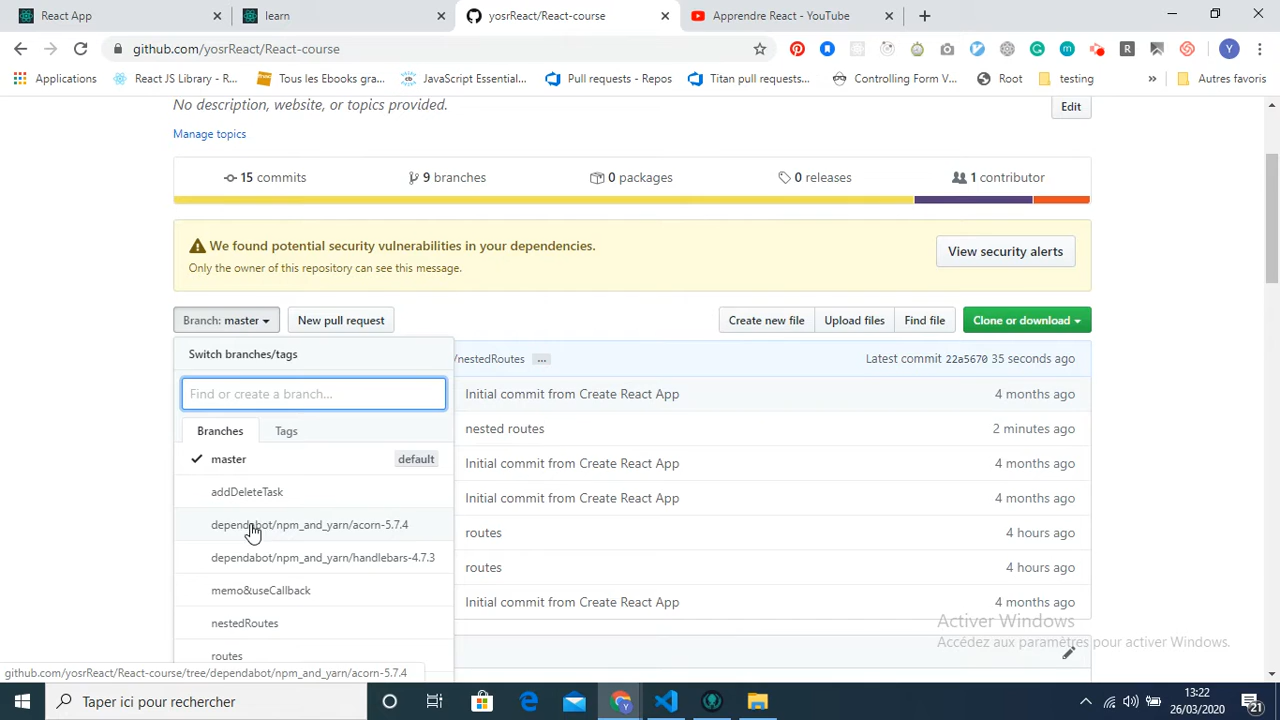 React App
learn
yosrReact/React-course
Apprendre React - YouTube
github.com/yosrReact/React-course
Y
Applications
React JS Library - R...
Tous les Ebooks gra...
JavaScript Essential...
Pull requests - Repos
Titan pull requests...
Controlling Form V...
Root
testing
»
Autres favoris
No description, website, or topics provided.
Edit
Manage topics
15 commits
9 branches
0 packages
0 releases
1 contributor
We found potential security vulnerabilities in your dependencies.
Only the owner of this repository can see this message.
View security alerts
Branch: master
New pull request
Create new file
Upload files
Find file
Clone or download
Switch branches/tags
/nestedRoutes
...
Latest commit 22a5670 35 seconds ago
Find or create a branch...
Initial commit from Create React App
4 months ago
Branches
Tags
nested routes
2 minutes ago
master
default
Initial commit from Create React App
4 months ago
addDeleteTask
Initial commit from Create React App
4 months ago
dependabot/npm_and_yarn/acorn-5.7.4
routes
4 hours ago
dependabot/npm_and_yarn/handlebars-4.7.3
routes
4 hours ago
memo&useCallback
Initial commit from Create React App
4 months ago
nestedRoutes
Activer Windows
Accédez aux paramètres pour activer Windows.
routes
github.com/yosrReact/React-course/tree/dependabot/npm_and_yarn/acorn-5.7.4
Taper ici pour rechercher
13:22
26/03/2020
21